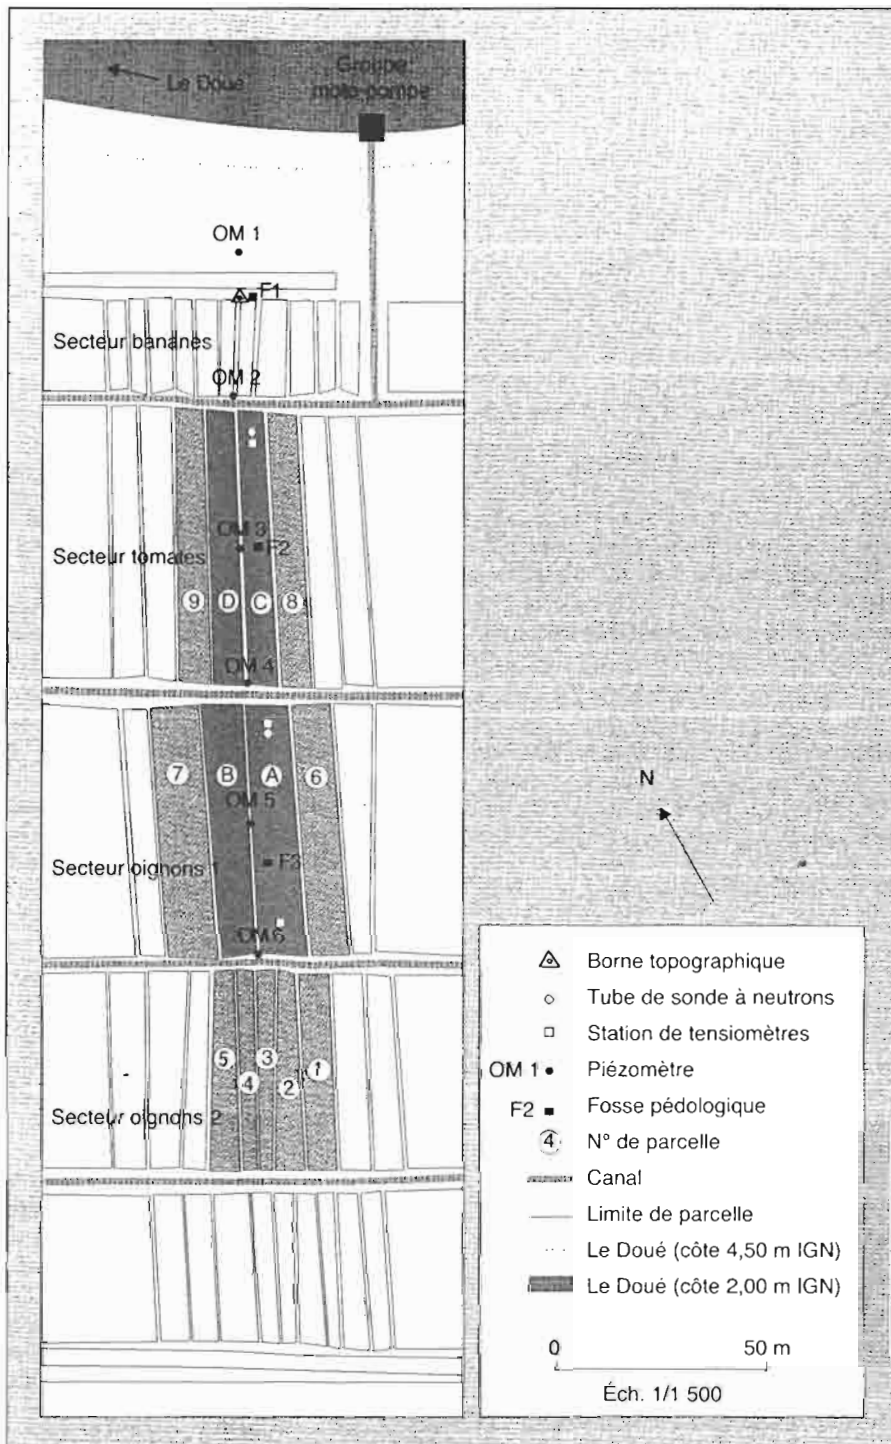 Le Doué
Groupe
moto-pompe
OM 1
F1
Secteur bananes
OM 2
OM 3
F2
Secteur tomates
9
D
C
8
OM 4
7
B
A
6
OM 5
F3
Secteur oignons 1
OM 6
5
3
1
4
2
Secteur oignons 2
N
Borne topographique
Tube de sonde à neutrons
Station de tensiomètres
OM 1 Piézomètre
F2 Fosse pédologique
4 N° de parcelle
Canal
Limite de parcelle
Le Doué (côte 4,50 m IGN)
Le Doué (côte 2,00 m IGN)
0 50 m
Éch. 1/1 500